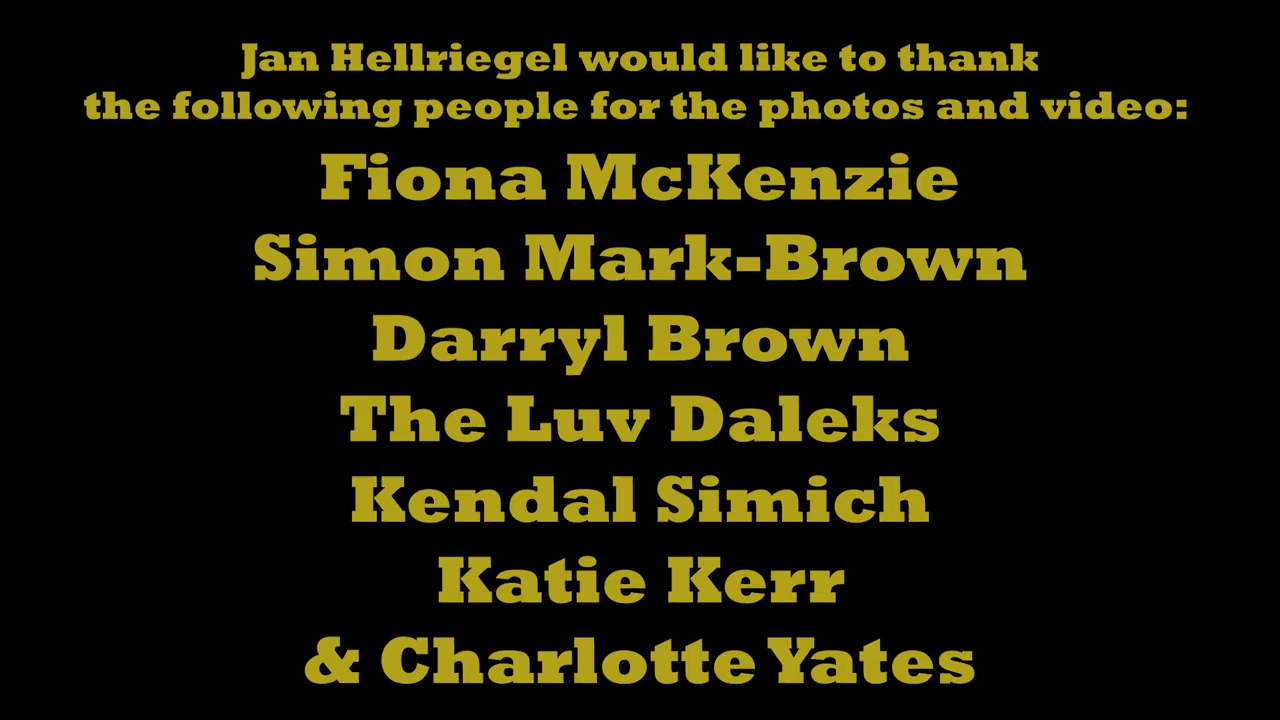 Jan Hellriegel would like to thank
the following people for the photos and video:
Fiona McKenzie
Simon Mark-Brown
Darryl Brown
The Luv Daleks
Kendal Simich
Katie Kerr
& Charlotte Yates